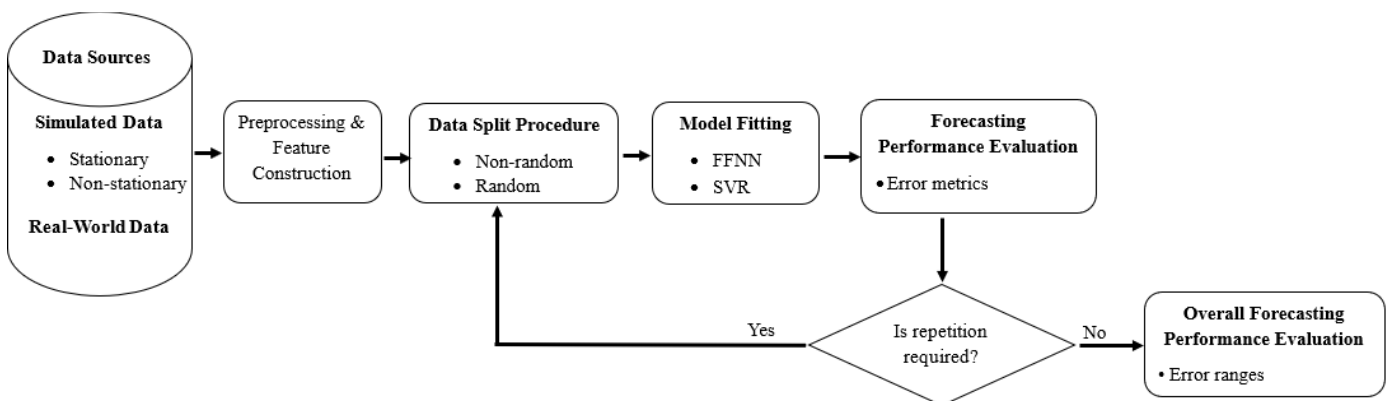 Data Sources
Simulated Data
• Stationary
• Non-stationary
Real-World Data
Preprocessing &
Feature
Construction
Data Split Procedure
• Non-random
• Random
Model Fitting
• FFNN
• SVR
Forecasting
Performance Evaluation
• Error metrics
Is repetition
required?
Yes
No
Overall Forecasting
Performance Evaluation
• Error ranges